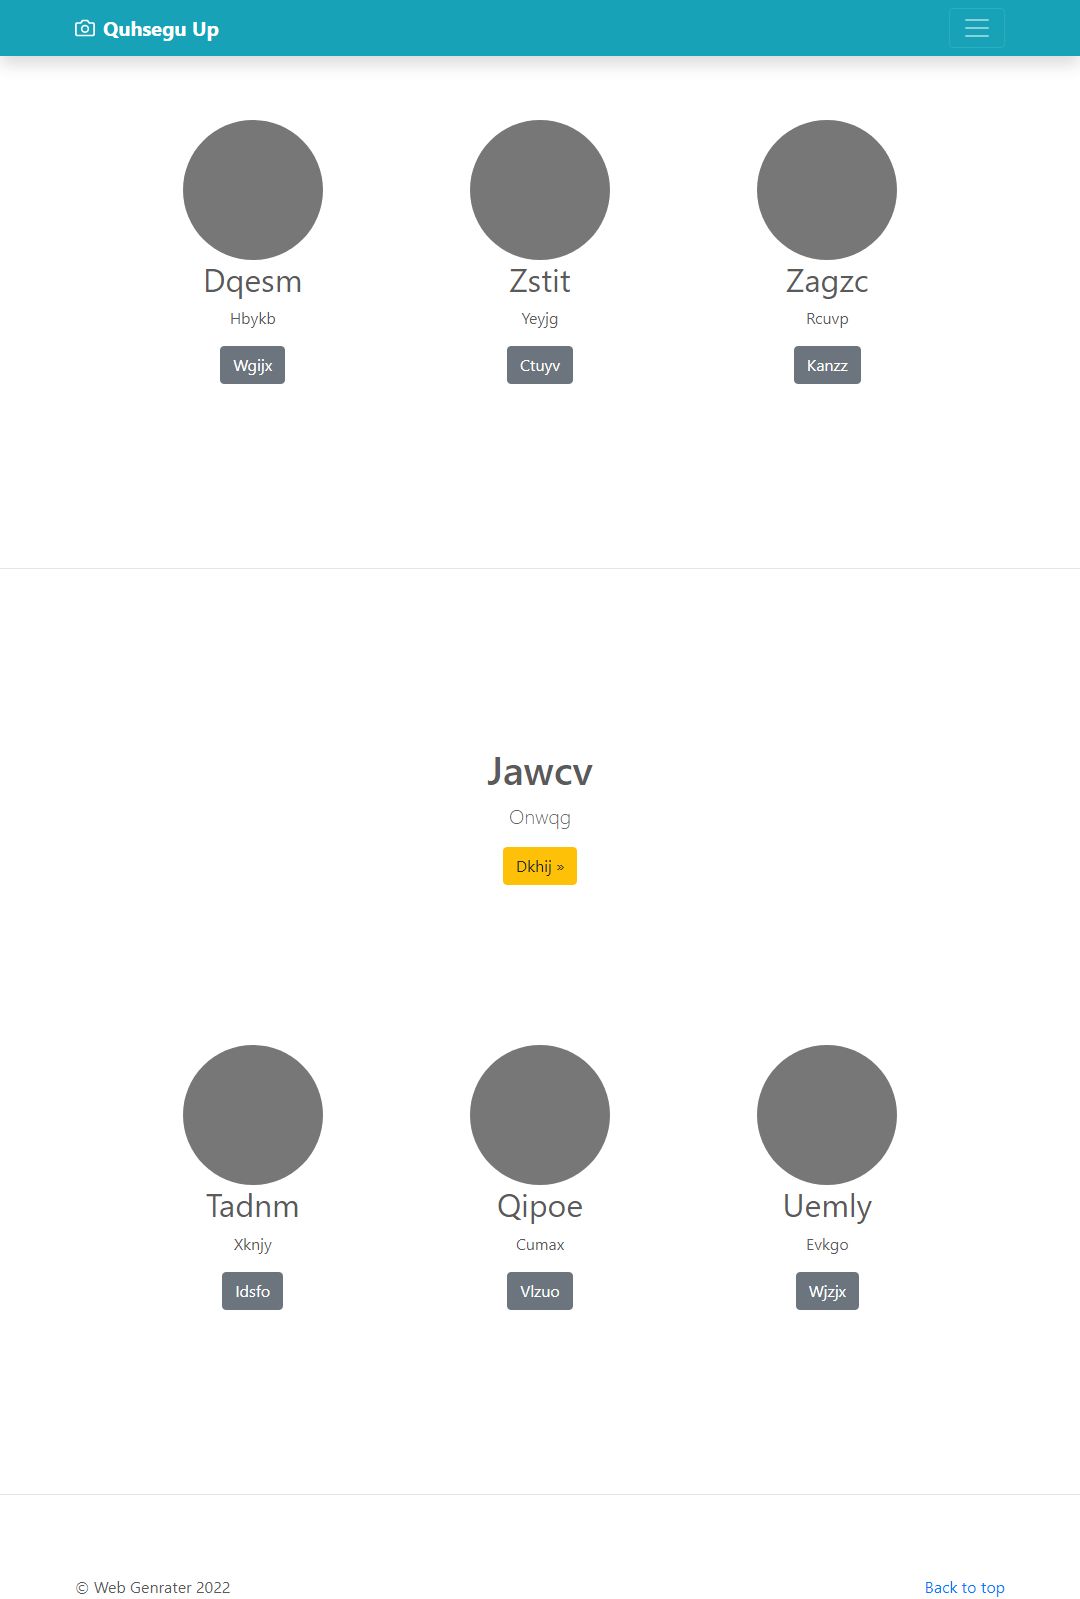 Quhsegu Up
Dqesm
Zstit
Zagzc
Hbykb
Yeyjg
Rcuvp
Wgijx
Ctuyv
Kanzz
Jawcv
Onwqg
Dkhij »
Tadnm
Qipoe
Uemly
Xknjy
Cumax
Evkgo
Idsfo
Vlzuo
Wjzjx
© Web Genrater 2022
Back to top